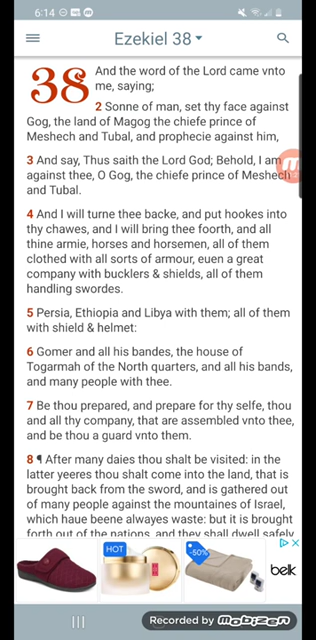 6:14
Ezekiel 38
38 And the word of the Lord came vnto
me, saying;
2 Sonne of man, set thy face against
Gog, the land of Magog the chiefe prince of
Meshech and Tubal, and prophecie against him,
3 And say, Thus saith the Lord God; Behold, I am
against thee, O Gog, the chiefe prince of Meshech
and Tubal.
4 And I will turne thee backe, and put hookes into
thy chawes, and I will bring thee foorth, and all
thine armie, horses and horsemen, all of them
clothed with all sorts of armour, euen a great
company with bucklers & shields, all of them
handling swordes.
5 Persia, Ethiopia and Libya with them; all of them
with shield & helmet:
6 Gomer and all his bandes, the house of
Togarmah of the North quarters, and all his bands,
and many people with thee.
7 Be thou prepared, and prepare for thy selfe, thou
and all thy company, that are assembled vnto thee,
and be thou a guard vnto them.
8 ¶ After many daies thou shalt be visited: in the
latter yeeres thou shalt come into the land, that is
brought back from the sword, and is gathered out
of many people against the mountaines of Israel,
which haue beene alwayes waste: but it is brought
forth out of the nations, and they shall dwell safely
HOT
-50%
belk
Recorded by mobizen